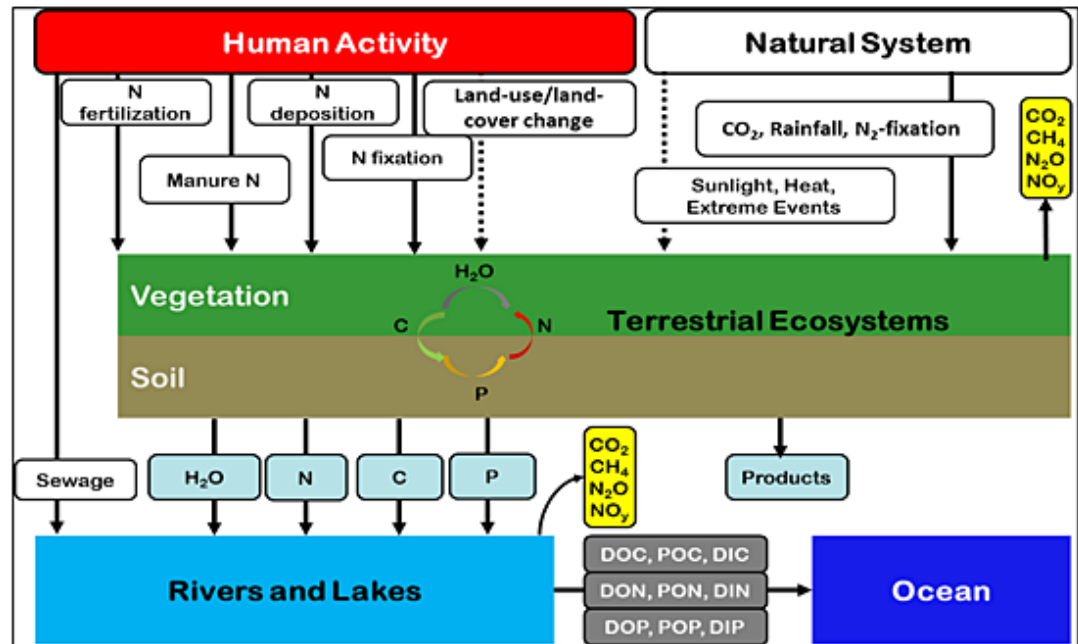 Human Activity
Natural System
N
fertilization
N
deposition
Land-use/land-
cover change
CO₂, Rainfall, N₂-fixation
CO₂
CH₄
N₂O
NOᵧ
N fixation
Manure N
Sunlight, Heat,
Extreme Events
H₂O
Vegetation
C
N
Terrestrial Ecosystems
Soil
P
CO₂
CH₄
N₂O
NOᵧ
Sewage
H₂O
N
C
P
Products
DOC, POC, DIC
Rivers and Lakes
DON, PON, DIN
Ocean
DOP, POP, DIP